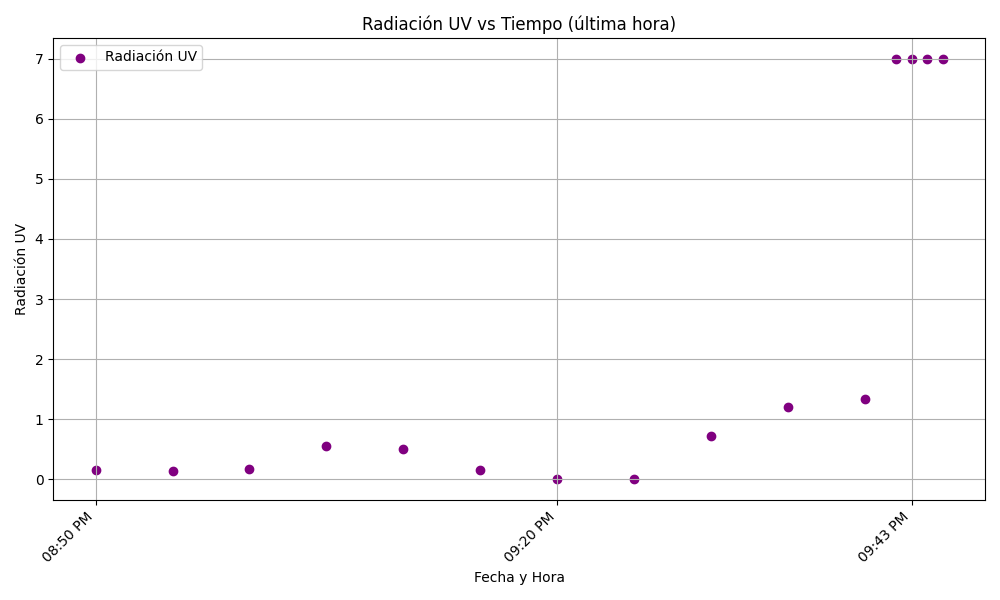 Radiación UV vs Tiempo (última hora)
Radiación UV
7
6
5
4
3
2
1
0
Radiación UV
08:50 PM
09:20 PM
09:43 PM
Fecha y Hora